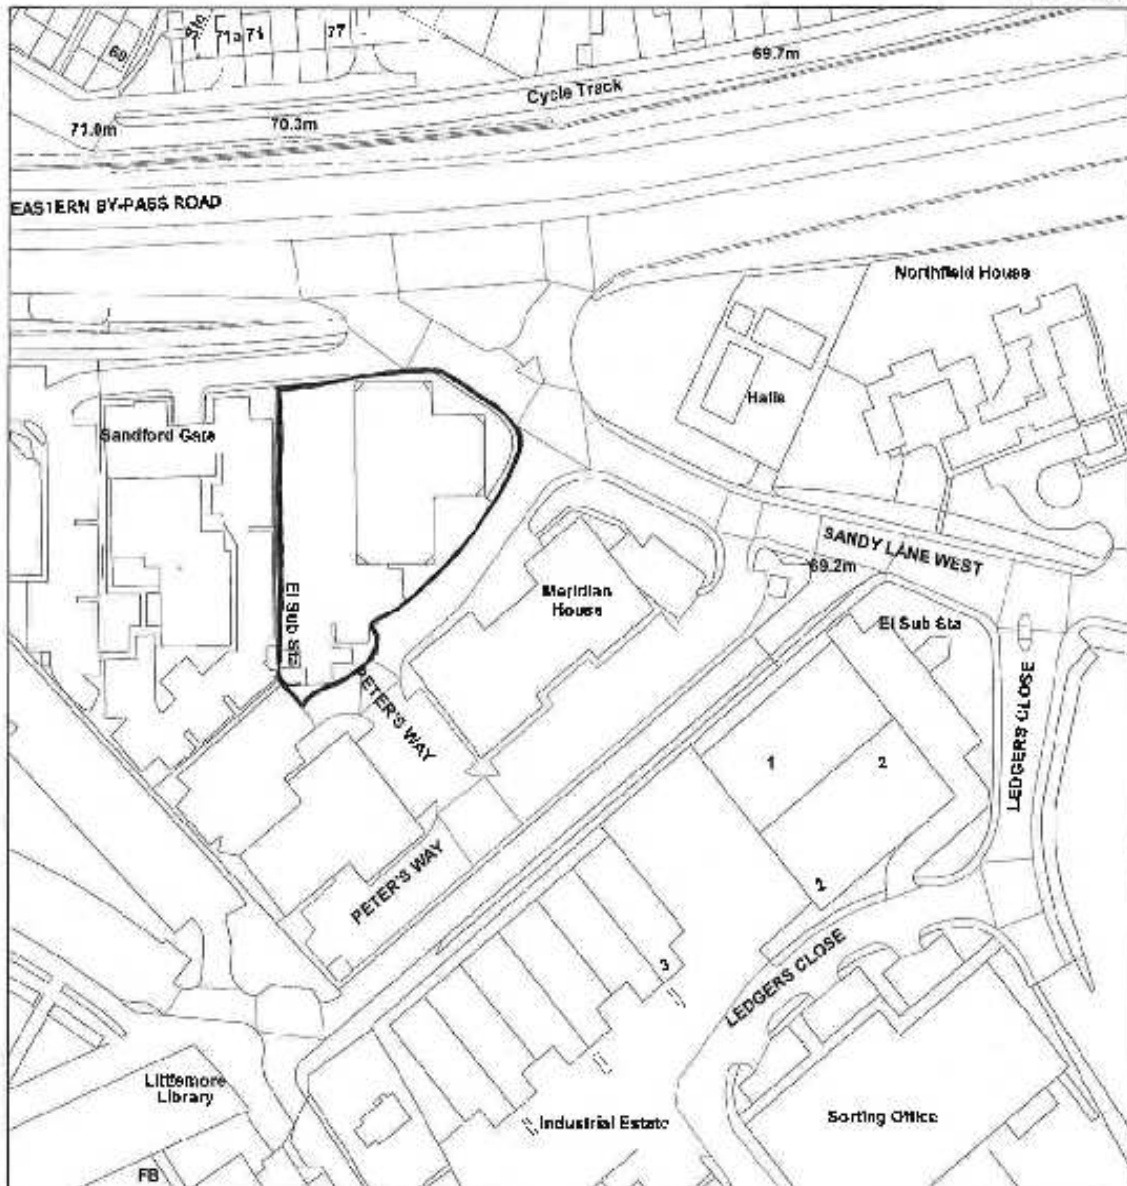 69
71a
71
77
69.7m
Cycle Track
71.0m
70.3m
EASTERN BY-PASS ROAD
Northfield House
Halls
Sandford Gate
SANDY LANE WEST
69.2m
El Sub Sta
Meridian
House
El Sub Sta
PETER'S WAY
LEDGERS CLOSE
1
2
PETER'S WAY
2
3
LEDGERS CLOSE
Littlemore
Library
Industrial Estate
Sorting Office
FB